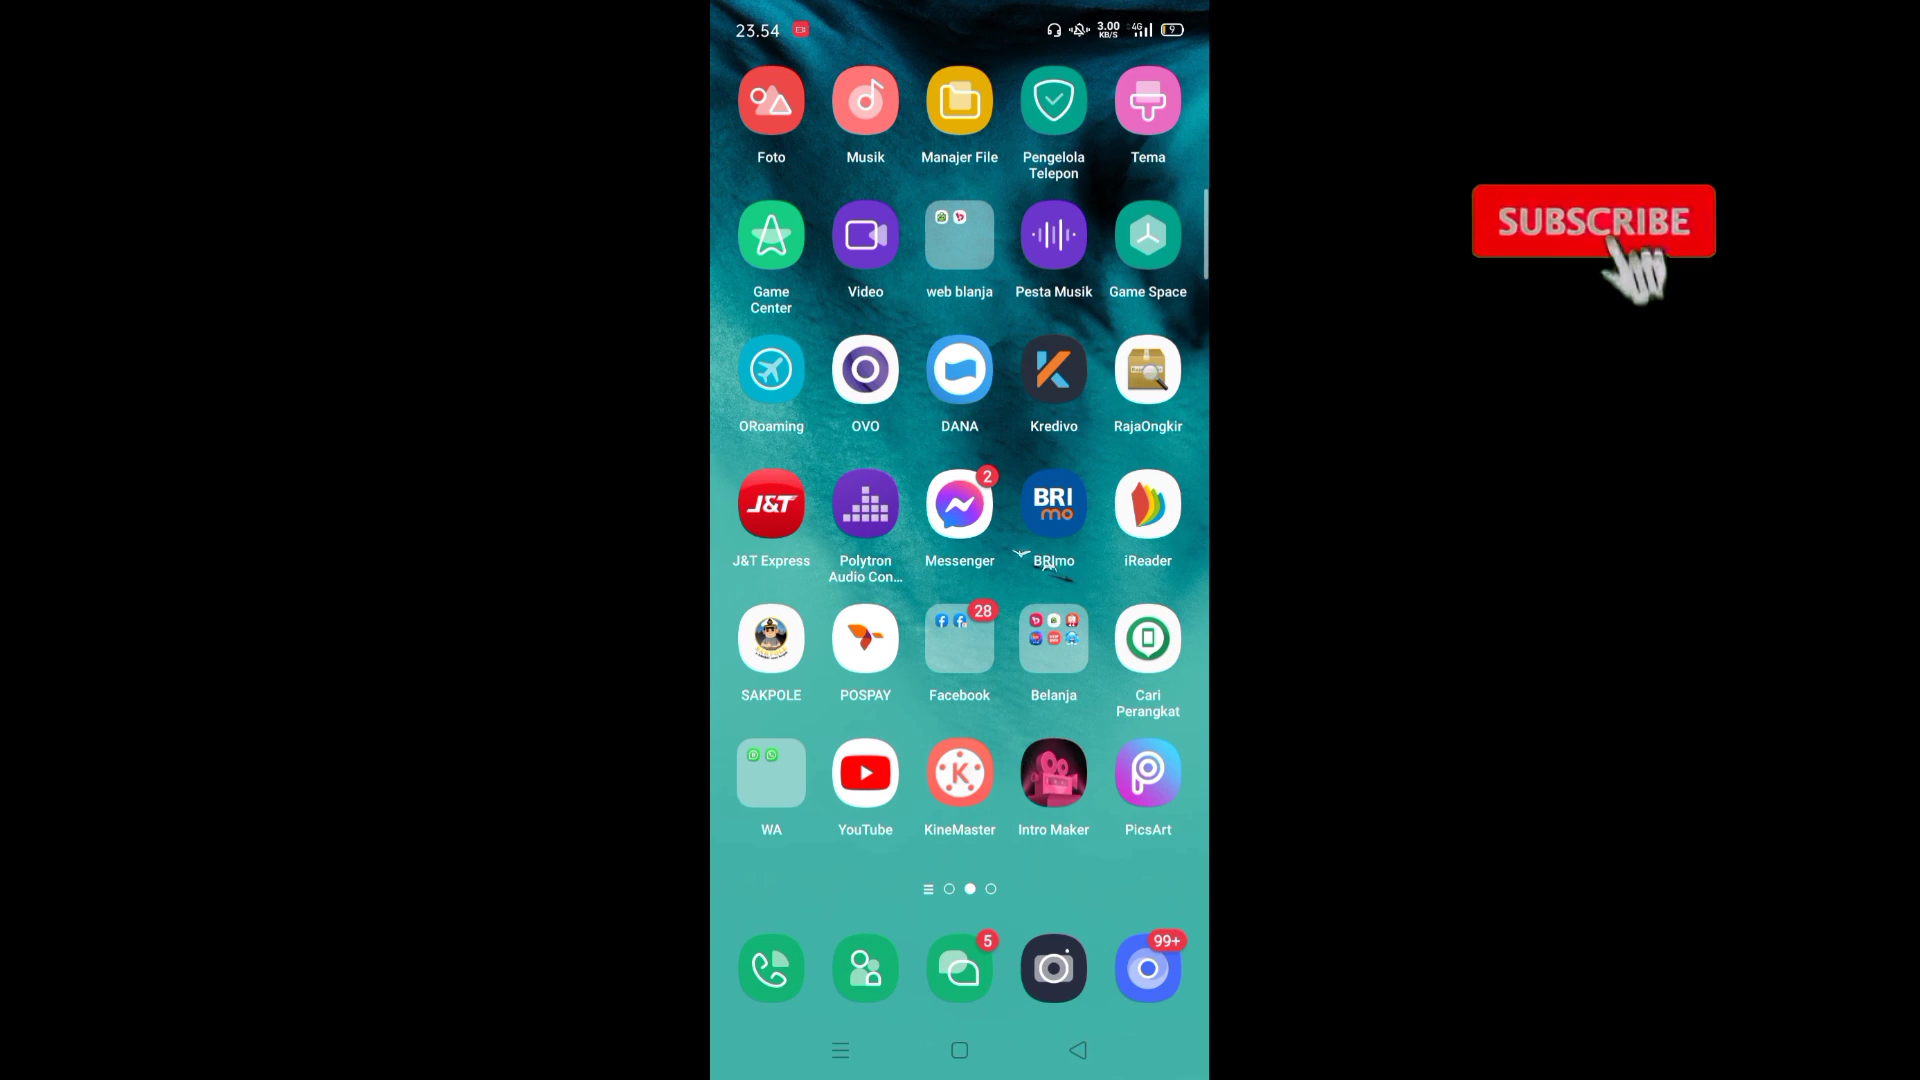 23.54
3.00
KB/S
4G
9
Foto
Musik
Manajer File
Pengelola
Telepon
Tema
Game
Center
Video
web blanja
Pesta Musik
Game Space
SUBSCRIBE
ORoaming
OVO
DANA
Kredivo
RajaOngkir
J&T
2
BRI
mo
J&T Express
Polytron
Audio Con...
Messenger
BRImo
iReader
28
SAKPOLE
POSPAY
Facebook
Belanja
Cari
Perangkat
K
WA
YouTube
KineMaster
Intro Maker
PicsArt
5
99+